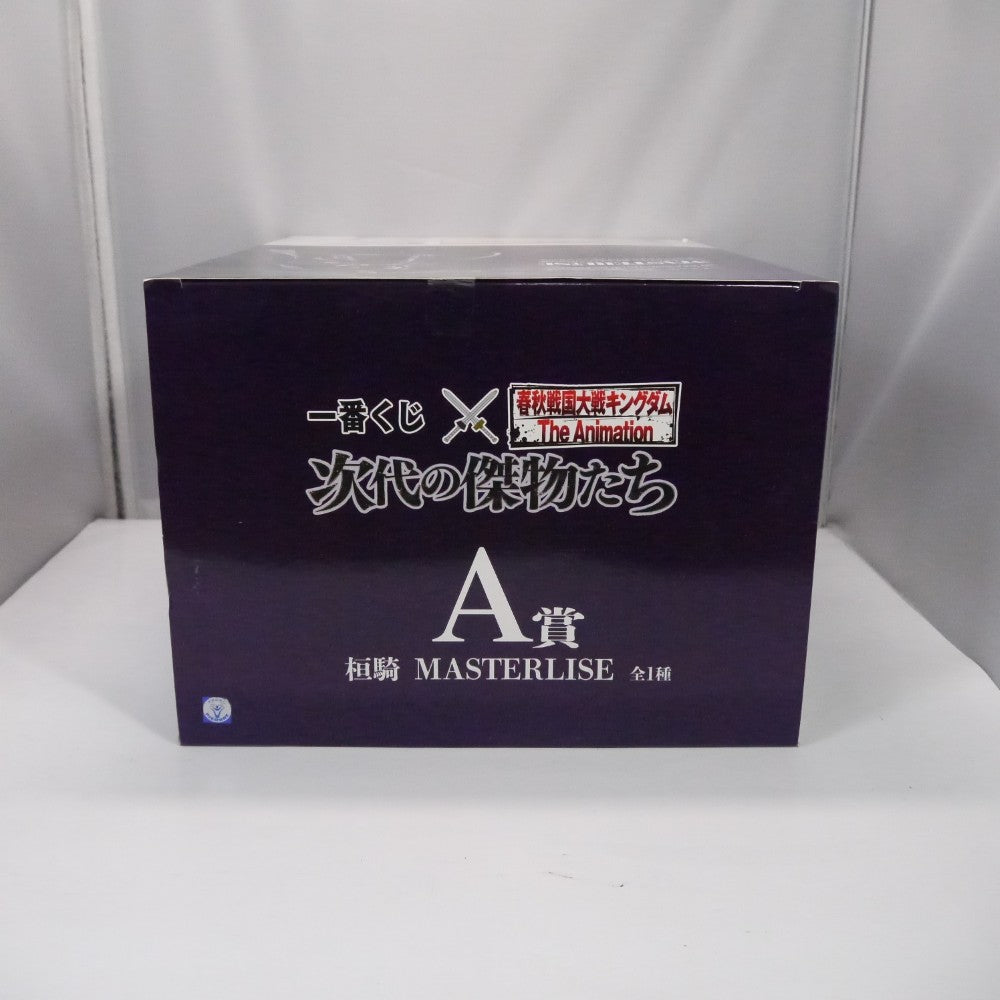 一番くじ
春秋戦国大戦キングダム
The Animation
次代の傑物たち
A賞
桓騎 MASTERLISE 全1種